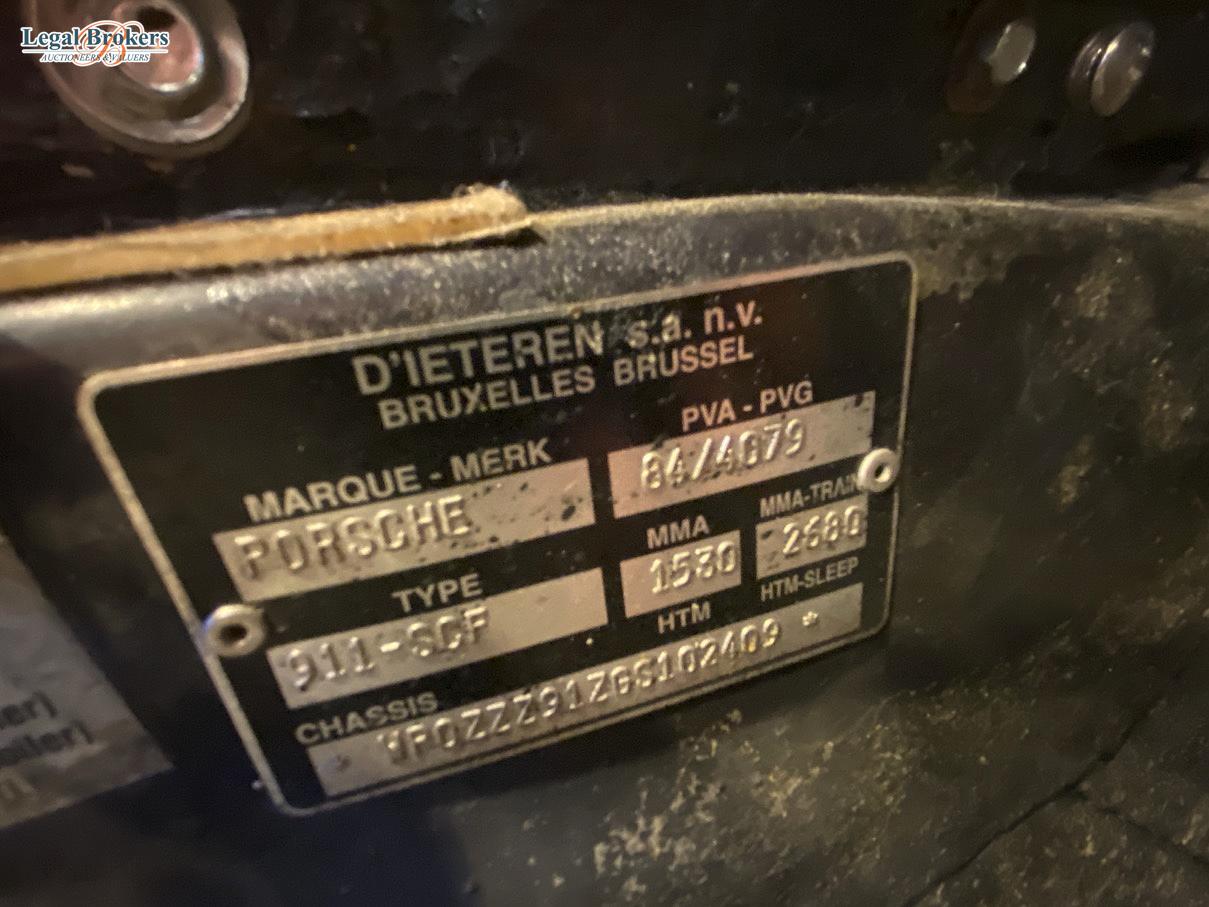 Legal Brokers
AUCTIONEERS & VALUERS
D'IETEREN s.a. n.v.
BRUXELLES BRUSSEL
MARQUE - MERK
PVA - PVG
PORSCHE
84/4079
TYPE
MMA
MMA-TRAIN
911-SCF
1530
2680
HTM
HTM-SLEEP
CHASSIS
* WP0ZZZ91ZGS102409 *